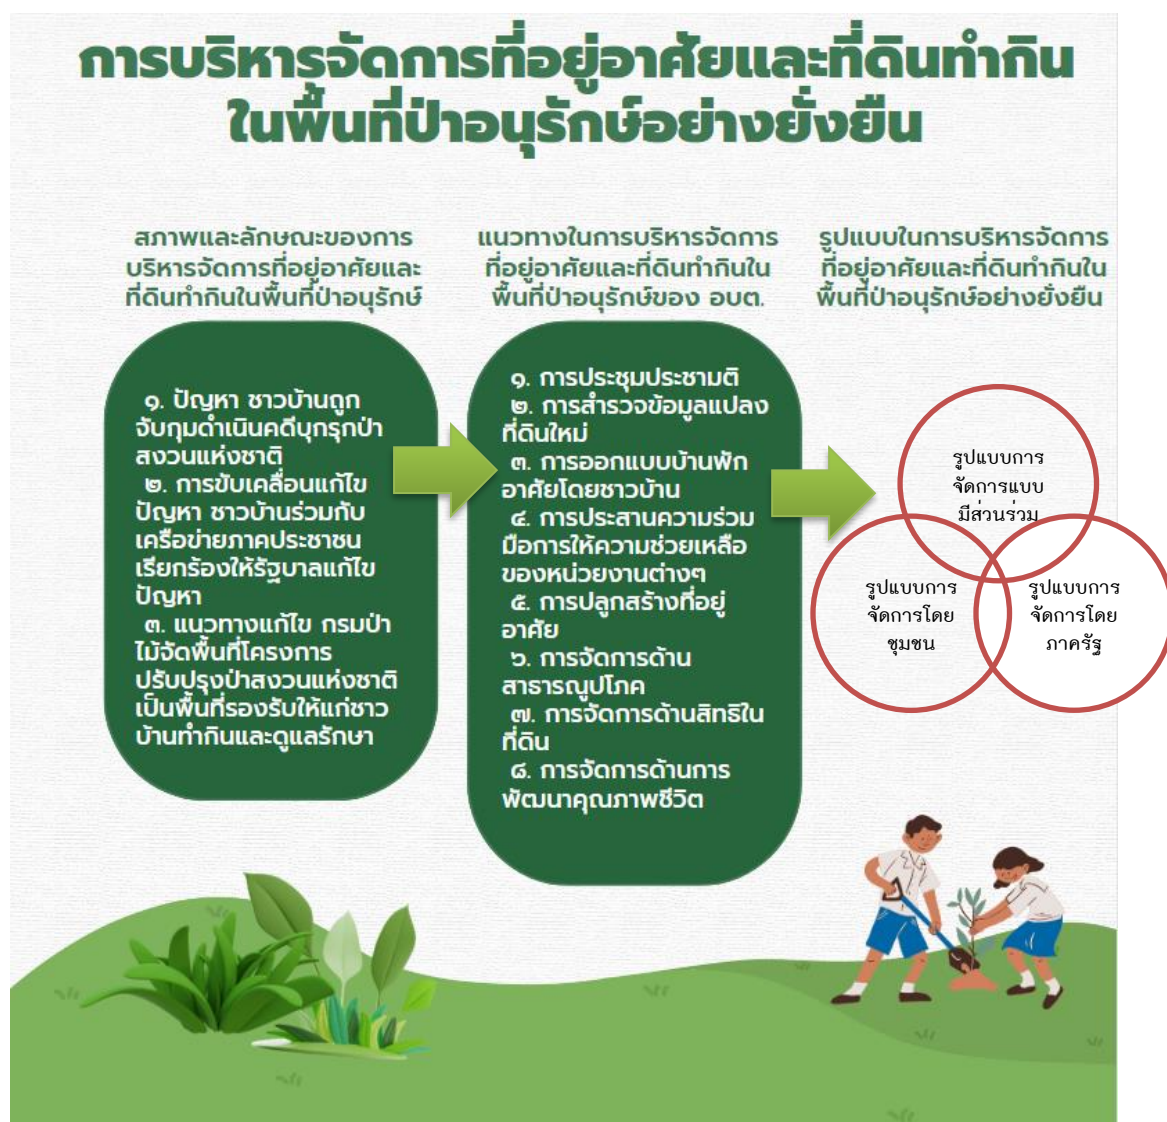 การบริหารจัดการที่อยู่อาศัยและที่ดินทำกิน
ในพื้นที่ป่าอนุรักษ์อย่างยั่งยืน
สภาพและลักษณะของการ
บริหารจัดการที่อยู่อาศัยและ
ที่ดินทำกินในพื้นที่ป่าอนุรักษ์
๑. ปัญหา ชาวบ้านถูก
จับกุมดำเนินคดีบุกรุกป่า
สงวนแห่งชาติ
๒. การขับเคลื่อนแก้ไข
ปัญหา ชาวบ้านร่วมกับ
เครือข่ายภาคประชาชน
เรียกร้องให้รัฐบาลแก้ไข
ปัญหา
๓. แนวทางแก้ไข กรมป่า
ไม้จัดพื้นที่โครงการ
ปรับปรุงป่าสงวนแห่งชาติ
เป็นพื้นที่รองรับให้แก่ชาว
บ้านทำกินและดูแลรักษา
แนวทางในการบริหารจัดการ
ที่อยู่อาศัยและที่ดินทำกินใน
พื้นที่ป่าอนุรักษ์ของ อบต.
๑. การประชุมประชามติ
๒. การสำรวจข้อมูลแปลง
ที่ดินใหม่
๓. การออกแบบบ้านพัก
อาศัยโดยชาวบ้าน
๔. การประสานความร่วม
มือการให้ความช่วยเหลือ
ของหน่วยงานต่างๆ
๕. การปลูกสร้างที่อยู่
อาศัย
๖. การจัดการด้าน
สาธารณูปโภค
๗. การจัดการด้านสิทธิใน
ที่ดิน
๘. การจัดการด้านการ
พัฒนาคุณภาพชีวิต
รูปแบบในการบริหารจัดการ
ที่อยู่อาศัยและที่ดินทำกินใน
พื้นที่ป่าอนุรักษ์อย่างยั่งยืน
รูปแบบการ
จัดการแบบ
มีส่วนร่วม
รูปแบบการ
จัดการโดย
ชุมชน
รูปแบบการ
จัดการโดย
ภาครัฐ